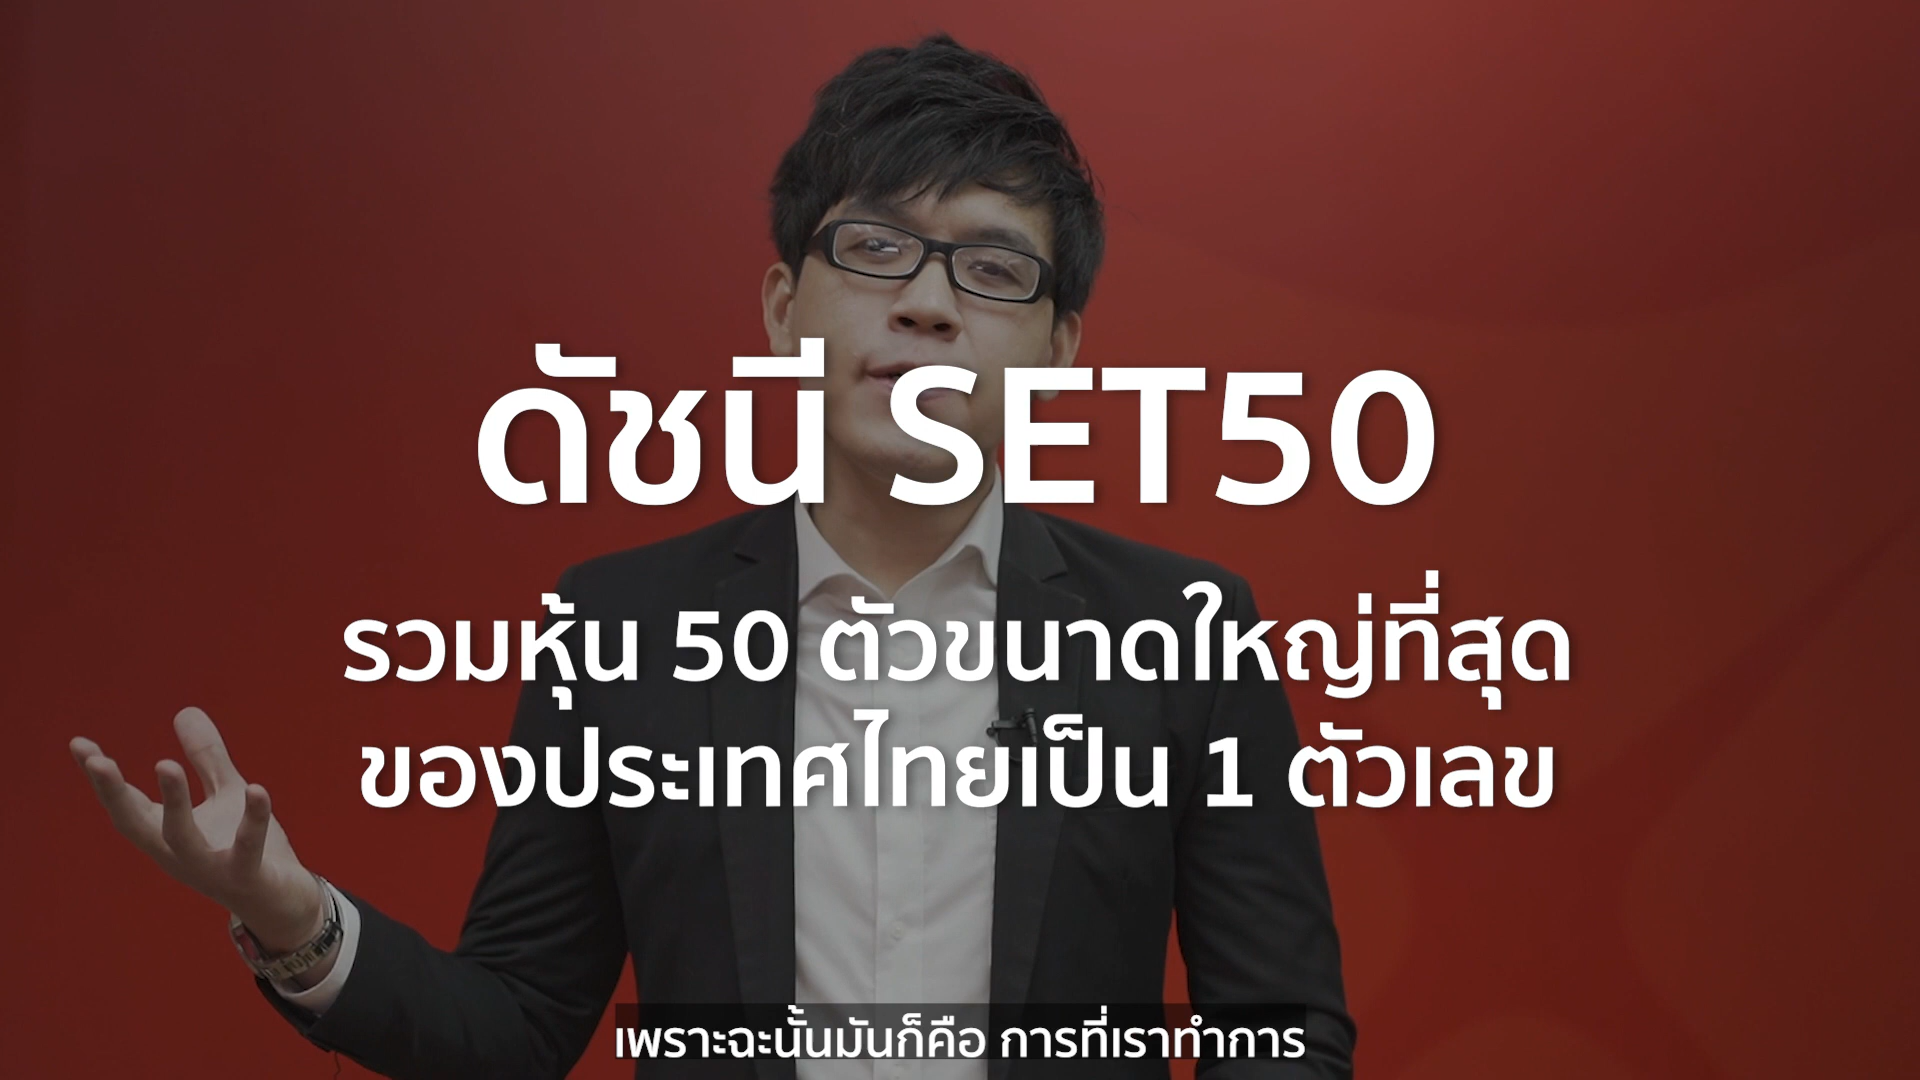 ดัชนี SET50
รวมหุ้น 50 ตัวขนาดใหญ่ที่สุด
ของประเทศไทยเป็น 1 ตัวเลข
เพราะฉะนั้นมันก็คือ การที่เราทำการ